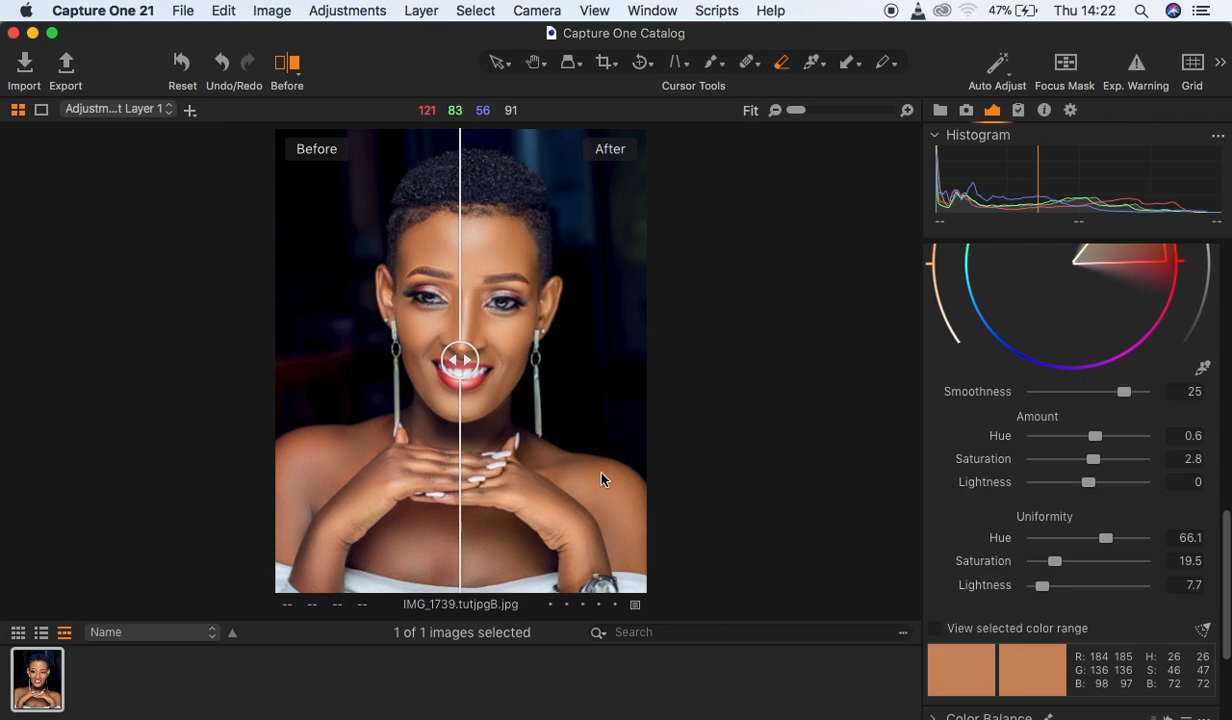 Capture One 21 File Edit Image Adjustments Layer Select Camera View Window Scripts Help 47% Thu 14:22
Capture One Catalog
Import Export Reset Undo/Redo Before Cursor Tools Auto Adjust Focus Mask Exp. Warning Grid
Adjustm...t Layer 1 121 83 56 91 Fit
Histogram
Before After
-- -- --
Smoothness 25
Amount
Hue 0.6
Saturation 2.8
Lightness 0
Uniformity
Hue 66.1
Saturation 19.5
Lightness 7.7
-- -- -- -- IMG_1739.tutjpgB.jpg
View selected color range
Name 1 of 1 images selected Search
R: 184 185 H: 26 26
G: 136 136 S: 46 47
B: 98 97 B: 72 72
Color Balance